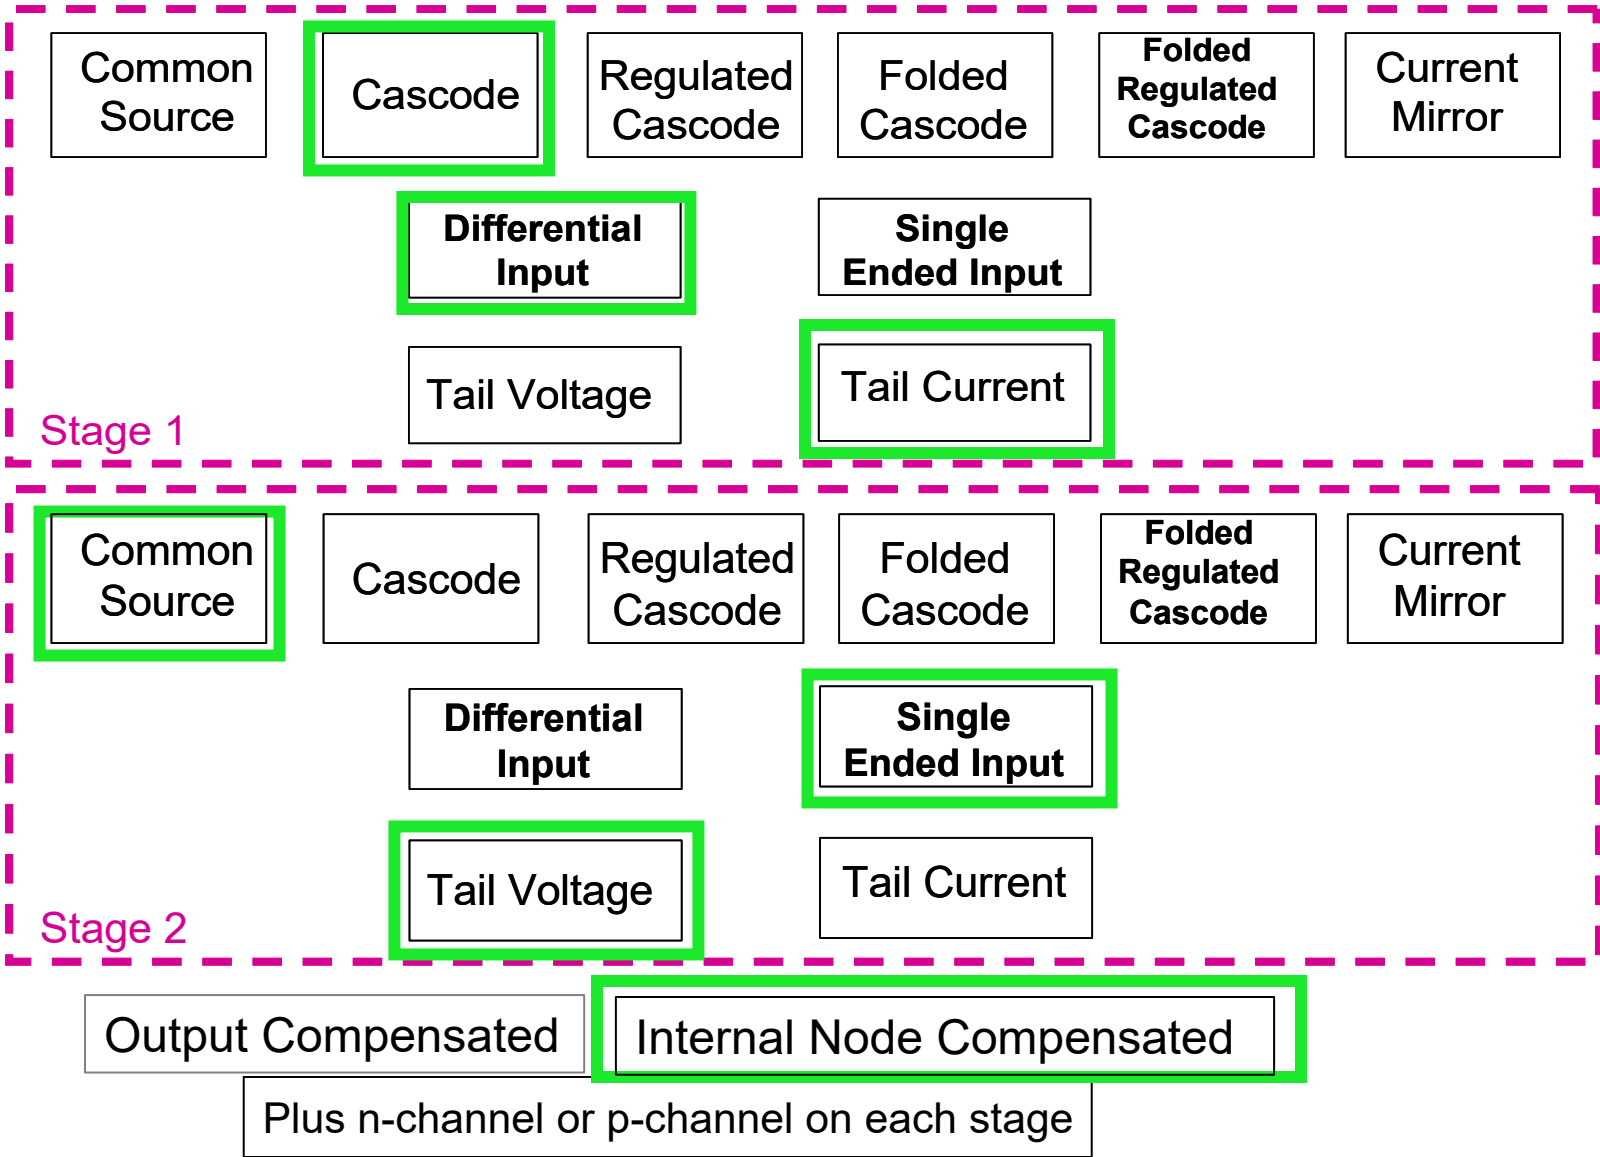 Common
Source
Cascode
Regulated
Cascode
Folded
Cascode
Folded
Regulated
Cascode
Current
Mirror
Differential
Input
Single
Ended Input
Tail Voltage
Tail Current
Stage 1
Common
Source
Cascode
Regulated
Cascode
Folded
Cascode
Folded
Regulated
Cascode
Current
Mirror
Differential
Input
Single
Ended Input
Tail Voltage
Tail Current
Stage 2
Output Compensated
Internal Node Compensated
Plus n-channel or p-channel on each stage